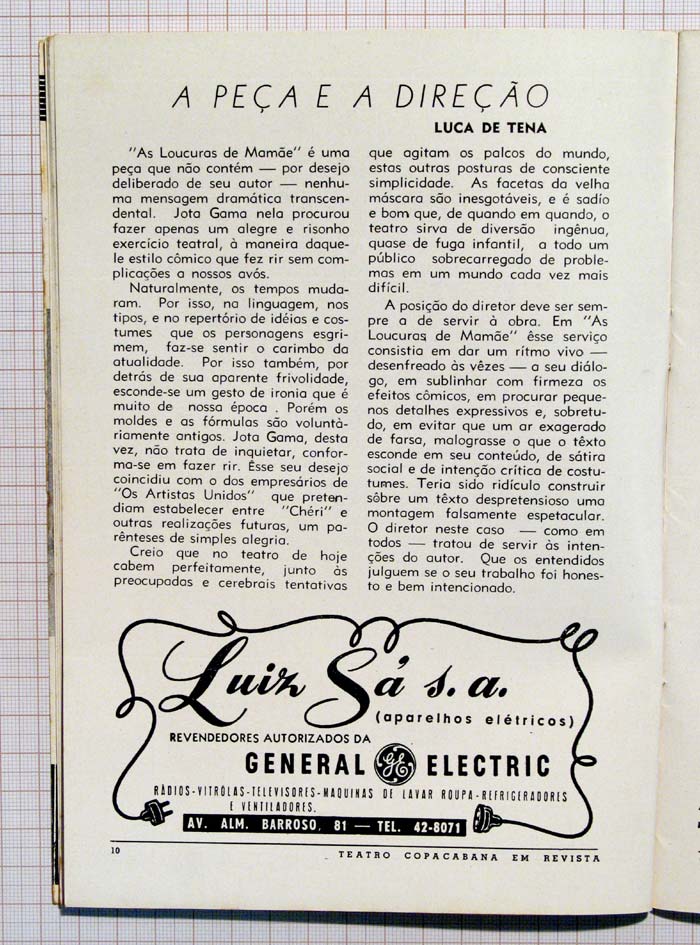 A PEÇA E A DIREÇÃO
LUCA DE TENA
"As Loucuras de Mamãe" é uma
peça que não contém — por desejo
deliberado de seu autor — nenhu-
ma mensagem dramática transcen-
dental. Jota Gama nela procurou
fazer apenas um alegre e risonho
exercício teatral, à maneira daque-
le estilo cômico que fez rir sem com-
plicações a nossos avós.
Naturalmente, os tempos muda-
ram. Por isso, na linguagem, nos
tipos, e no repertório de idéias e cos-
tumes que os personagens esgri-
mem, faz-se sentir o carimbo da
atualidade. Por isso também, por
detrás de sua aparente frivolidade,
esconde-se um gesto de ironia que é
muito de nossa época . Porém os
moldes e as fórmulas são voluntà-
riamente antigos. Jota Gama, desta
vez, não trata de inquietar, confor-
ma-se em fazer rir. Êsse seu desejo
coincidiu com o dos empresários de
"Os Artistas Unidos" que preten-
diam estabelecer entre "Chéri" e
outras realizações futuras, um pa-
rênteses de simples alegria.
Creio que no teatro de hoje
cabem perfeitamente, junto às
preocupadas e cerebrais tentativas
que agitam os palcos do mundo,
estas outras posturas de consciente
simplicidade. As facetas da velha
máscara são inesgotáveis, e é sadío
e bom que, de quando em quando, o
teatro sirva de diversão ingênua,
quase de fuga infantil, a todo um
público sobrecarregado de proble-
mas em um mundo cada vez mais
difícil.
A posição do diretor deve ser sem-
pre a de servir à obra. Em "As
Loucuras de Mamãe" êsse serviço
consistia em dar um rítmo vivo —
desenfreado às vêzes — a seu diálo-
go, em sublinhar com firmeza os
efeitos cômicos, em procurar peque-
nos detalhes expressivos e, sobretu-
do, em evitar que um ar exagerado
de farsa, malograsse o que o têxto
esconde em seu conteúdo, de sátira
social e de intenção crítica de costu-
tumes. Teria sido ridículo construir
sôbre um têxto despretensioso uma
montagem falsamente espetacular.
O diretor neste caso — como em
todos — tratou de servir às inten-
ções do autor. Que os entendidos
julguem se o seu trabalho foi hones-
to e bem intencionado.
Luiz Sá s.a.
(aparelhos elétricos)
REVENDEDORES AUTORIZADOS DA
GENERAL GE ELECTRIC
RÁDIOS-VITROLAS-TELEVISORES-MAQUINAS DE LAVAR ROUPA-REFRIGERADORES
E VENTILADORES.
AV. ALM. BARROSO, 81 — TEL. 42-8071
10
TEATRO COPACABANA EM REVISTA